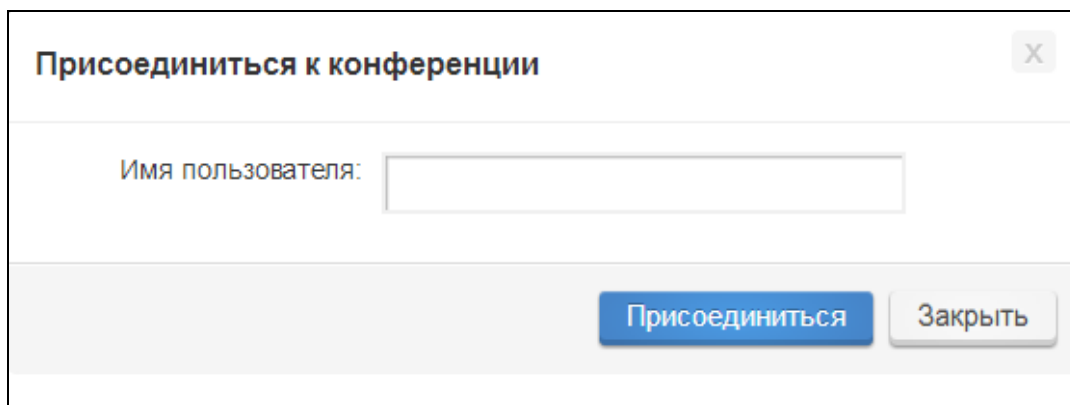 Присоединиться к конференции
X
Имя пользователя:
Присоединиться Закрыть